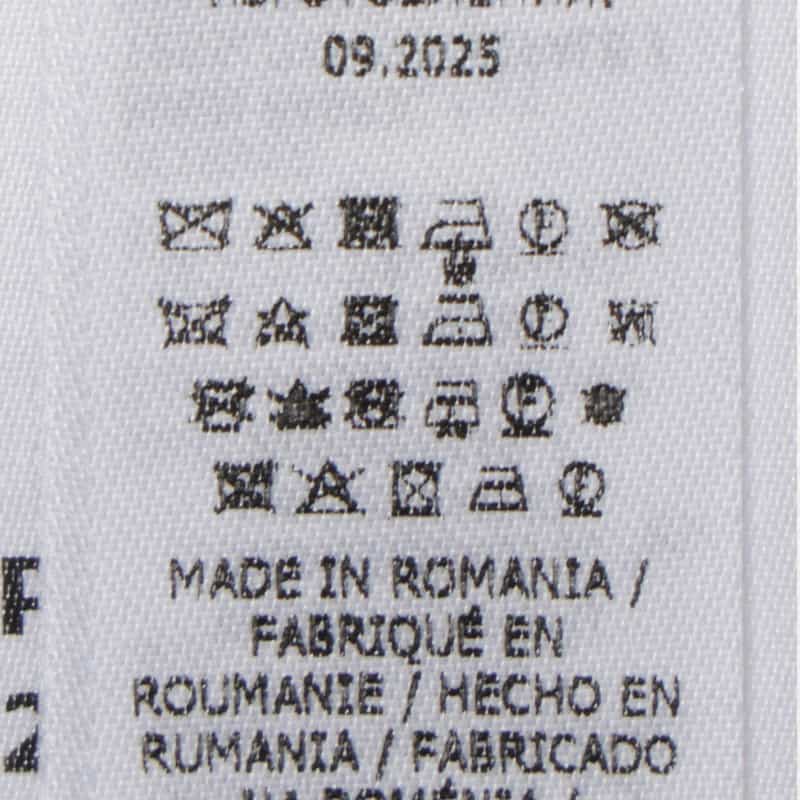 09.2025
MADE IN ROMANIA /
FABRIQUÉ EN
ROUMANIE / HECHO EN
RUMANIA / FABRICADO